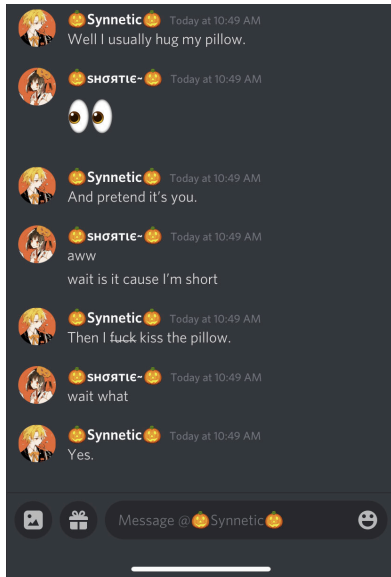 🎃Synnetic🎃 Today at 10:49 AM
Well I usually hug my pillow.
🎃ѕнσятιє~🎃 Today at 10:49 AM
👀
🎃Synnetic🎃 Today at 10:49 AM
And pretend it's you.
🎃ѕнσятιє~🎃 Today at 10:49 AM
aww
wait is it cause I'm short
🎃Synnetic🎃 Today at 10:49 AM
Then I fuck kiss the pillow.
🎃ѕнσятιє~🎃 Today at 10:49 AM
wait what
🎃Synnetic🎃 Today at 10:49 AM
Yes.
Message @🎃Synnetic🎃